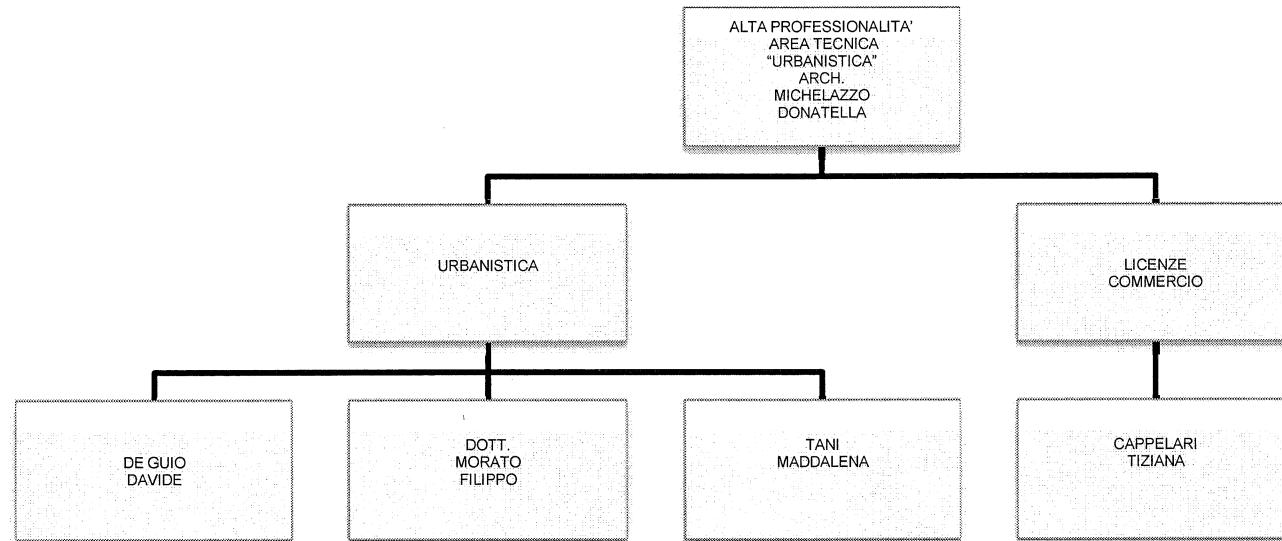 ALTA PROFESSIONALITA'
AREA TECNICA
"URBANISTICA"
ARCH.
MICHELAZZO
DONATELLA
URBANISTICA
LICENZE
COMMERCIO
DE GUIO
DAVIDE
DOTT.
MORATO
FILIPPO
TANI
MADDALENA
CAPPELARI
TIZIANA